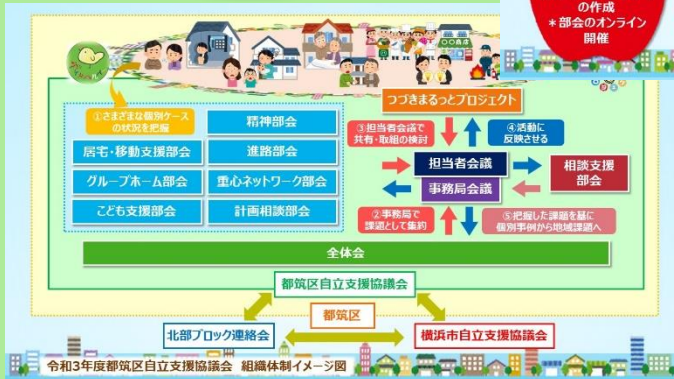 の作成
＊部会のオンライン
開催
つづきまるっとプロジェクト
①さまざまな個別ケース
の状況を把握
精神部会
居宅・移動支援部会
進路部会
グループホーム部会
重心ネットワーク部会
こども支援部会
計画相談部会
③担当者会議で
共有・取組の検討
④活動に
反映させる
担当者会議
事務局会議
相談支援
部会
②事務局で
課題として集約
⑤把握した課題を基に
個別事例から地域課題へ
全体会
都筑区自立支援協議会
都筑区
北部ブロック連絡会
横浜市自立支援協議会
令和3年度都筑区自立支援協議会 組織体制イメージ図